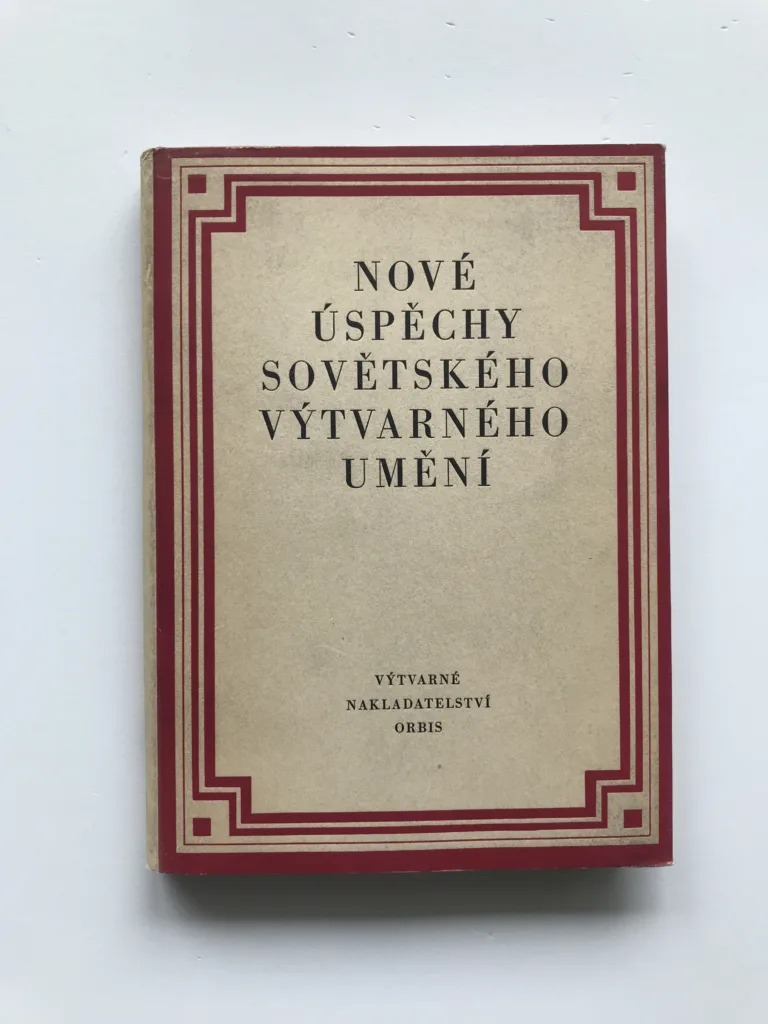 NOVÉ
ÚSPĚCHY
SOVĚTSKÉHO
VÝTVARNÉHO
UMĚNÍ
VÝTVARNÉ
NAKLADATELSTVÍ
ORBIS